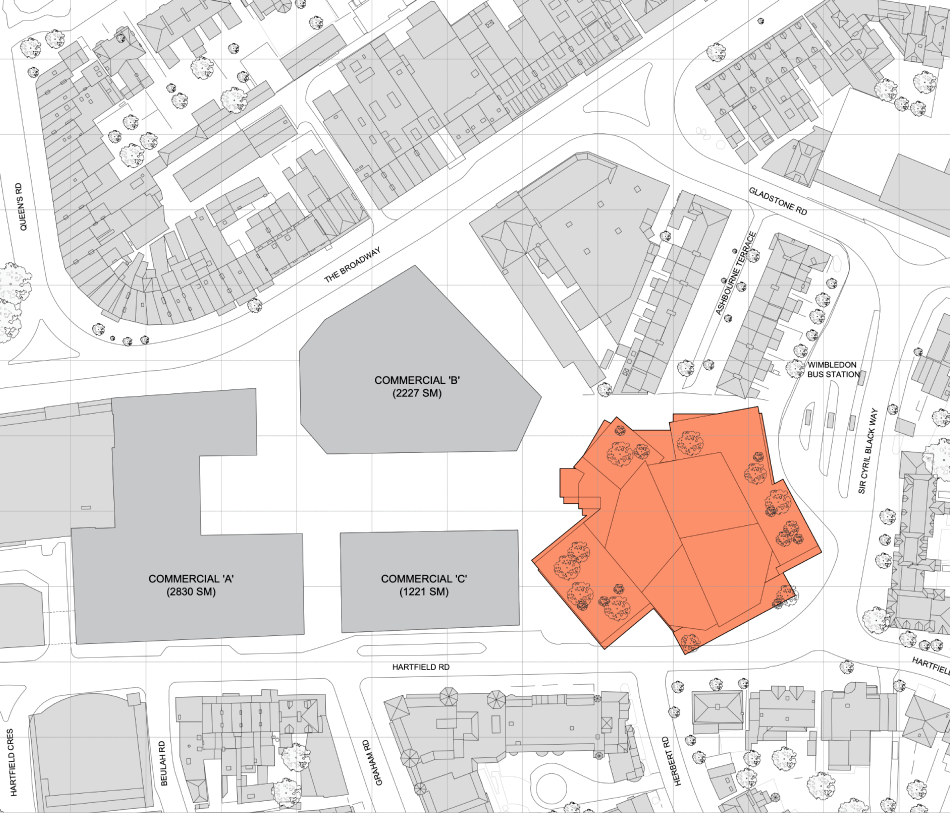 QUEEN'S RD
GLADSTONE RD
THE BROADWAY
ASHBOURNE TERRACE
WIMBLEDON
BUS STATION
COMMERCIAL 'B'
(2227 SM)
SIR CYRIL BLACK WAY
COMMERCIAL 'A'
(2830 SM)
COMMERCIAL 'C'
(1221 SM)
HARTFIELD RD
HARTFIEL
HARTFIELD CRES
BEULAH RD
GRAHAM RD
HERBERT RD